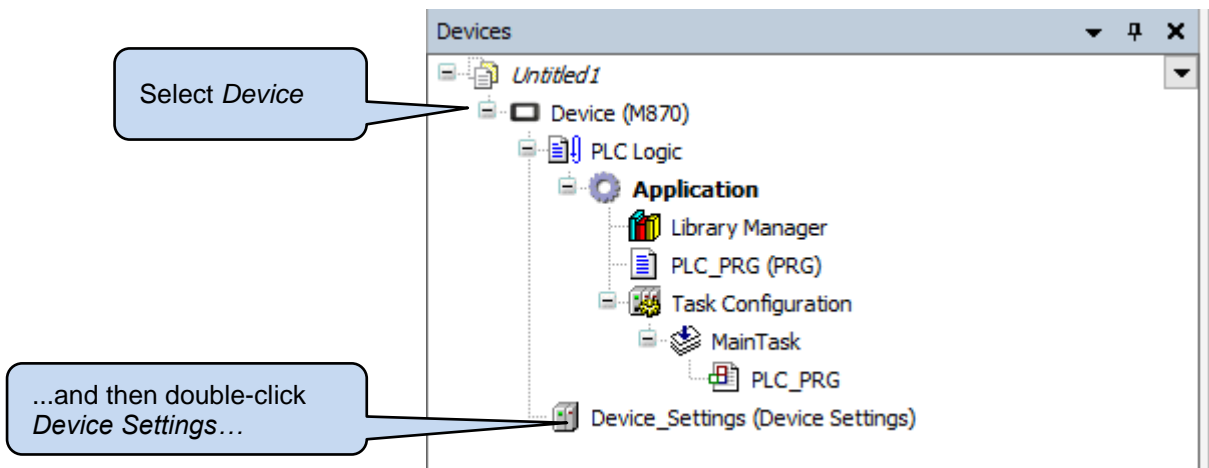 Devices
Untitled1
Select Device
Device (M870)
PLC Logic
Application
Library Manager
PLC_PRG (PRG)
Task Configuration
MainTask
PLC_PRG
...and then double-click
Device Settings…
Device_Settings (Device Settings)